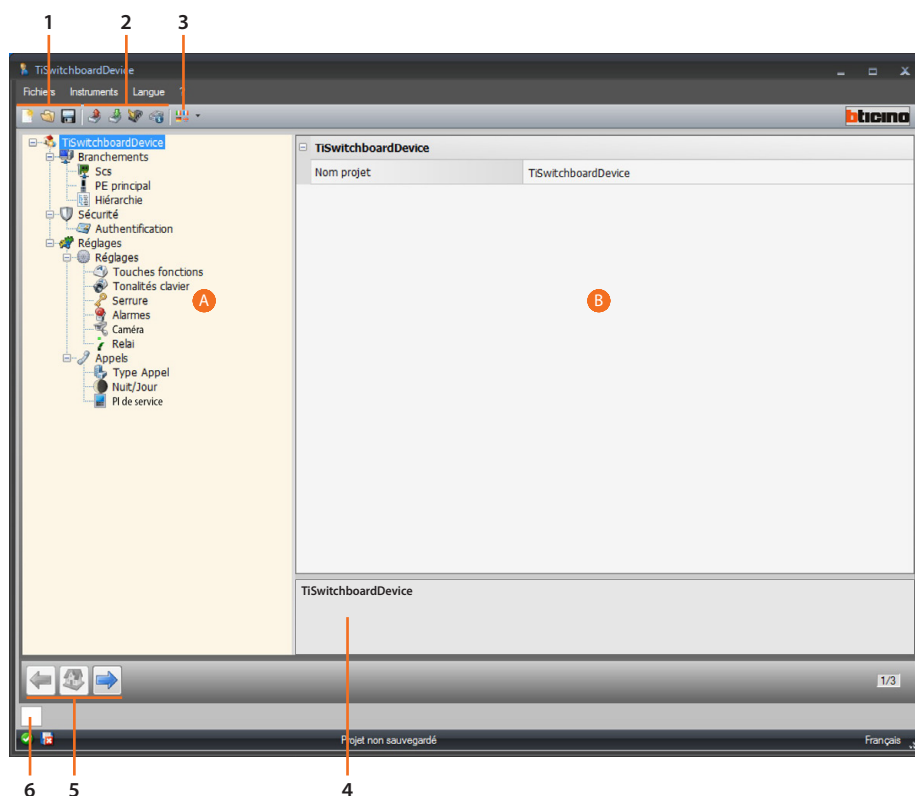 1 2 3
TiSwitchboardDevice
Fichiers Instruments Langue ?
bticino
TiSwitchboardDevice
Branchements
Scs
PE principal
Hiérarchie
Sécurité
Authentification
Réglages
Réglages
Touches fonctions
Tonalités clavier
Serrure
Alarmes
Caméra
Relai
Appels
Type Appel
Nuit/Jour
PI de service
A
TiSwitchboardDevice
Nom projet TiSwitchboardDevice
B
TiSwitchboardDevice
1/3
Projet non sauvegardé Français
6 5 4